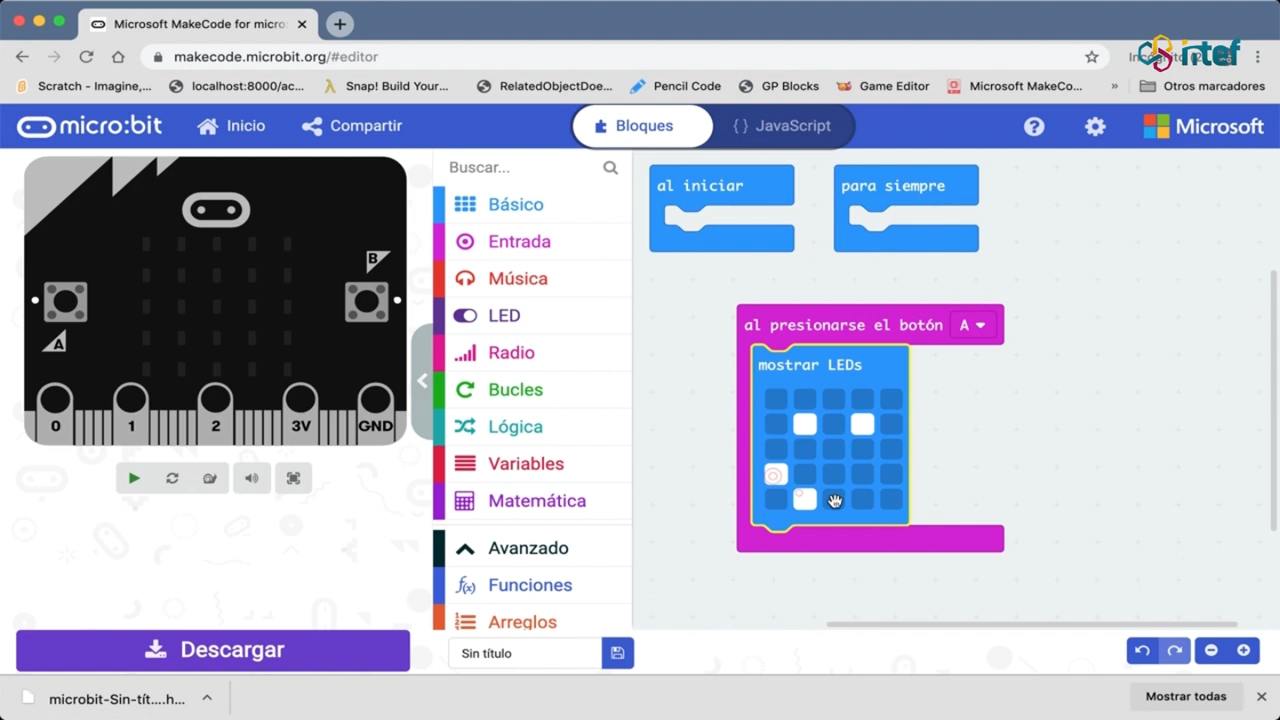 Microsoft MakeCode for micro:
makecode.microbit.org/#editor
intef
Scratch - Imagine,... localhost:8000/ac... Snap! Build Your... RelatedObjectDoe... Pencil Code GP Blocks Game Editor Microsoft MakeCo... » Otros marcadores
micro:bit Inicio Compartir Bloques {} JavaScript ? Microsoft
Buscar...
Básico
Entrada
Música
LED
Radio
Bucles
Lógica
Variables
Matemática
Avanzado
f(x) Funciones
Arreglos
al iniciar
para siempre
al presionarse el botón A
mostrar LEDs
B
A
0 1 2 3V GND
Descargar
Sin título
microbit-Sin-tít....h...
Mostrar todas